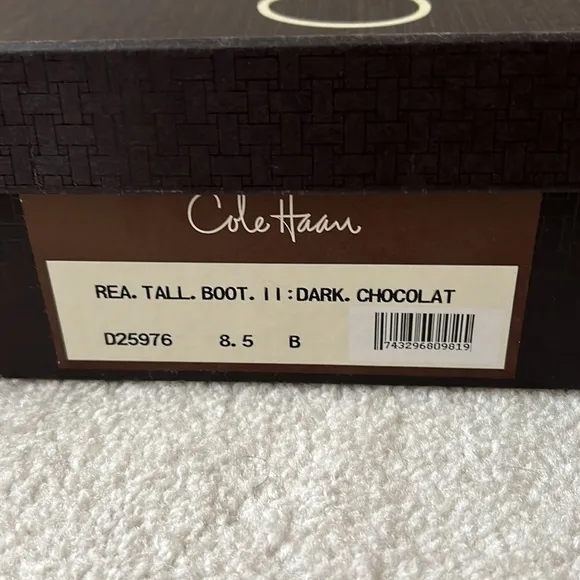 Cole Haan
REA.TALL.BOOT.II:DARK.CHOCOLAT
D25976 8.5 B
743296809819